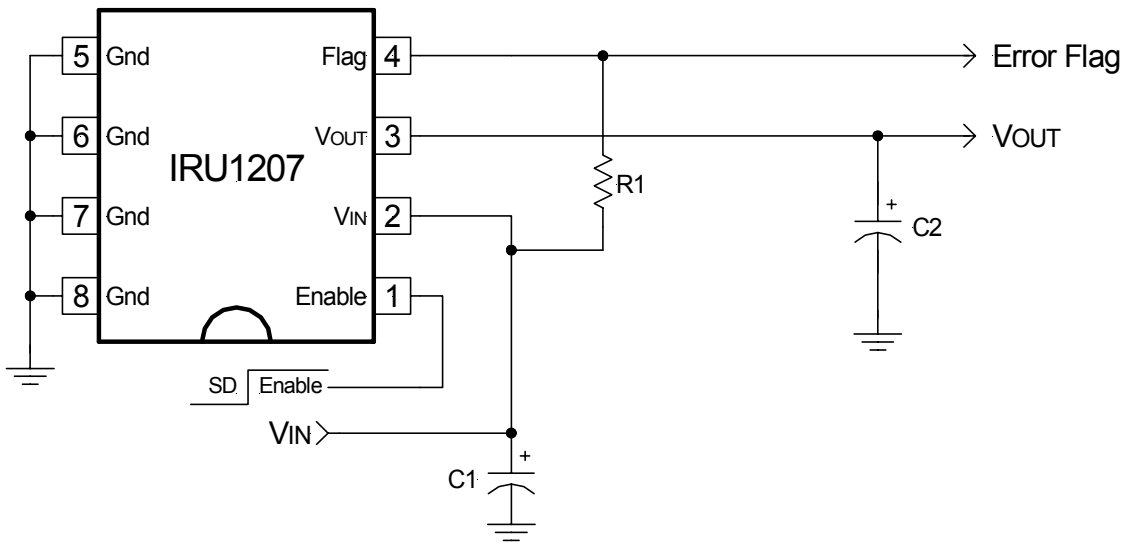 5 Gnd Flag 4 Error Flag
6 Gnd VOUT 3 VOUT
IRU1207
R1
7 Gnd VIN 2
+
C2
8 Gnd Enable 1
SD Enable
VIN
+
C1